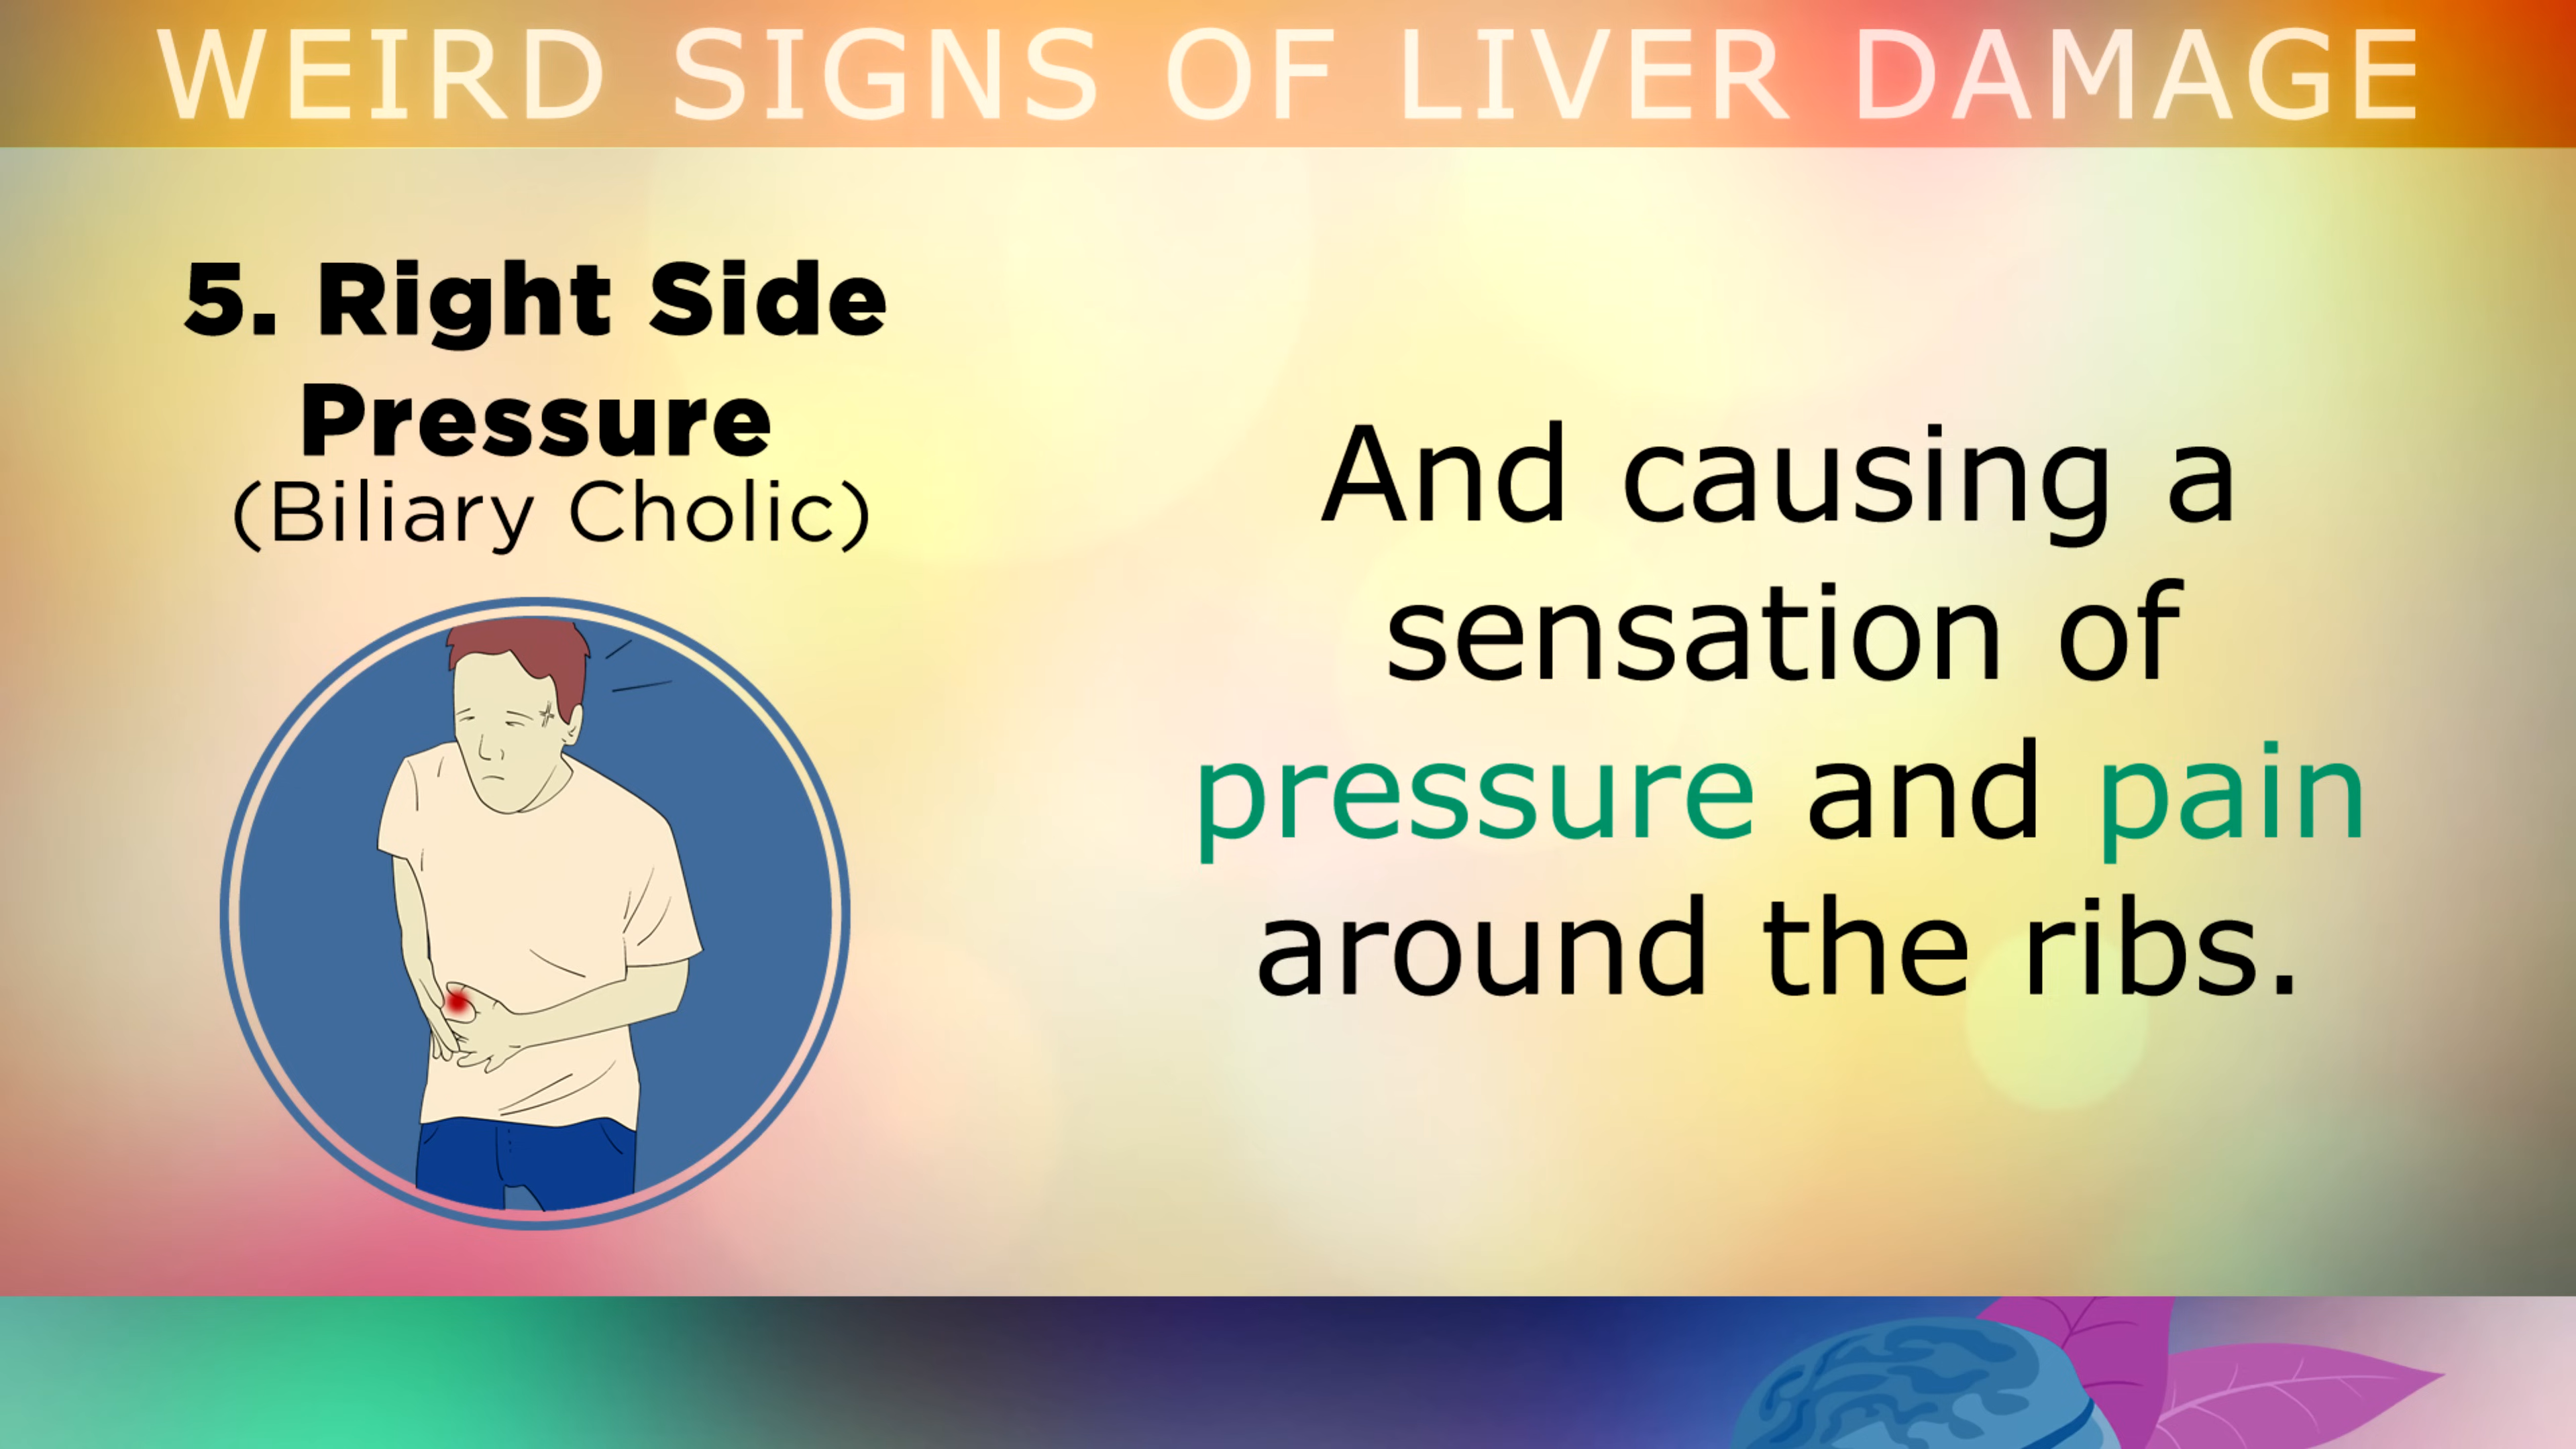 WEIRD SIGNS OF LIVER DAMAGE
5. Right Side
Pressure
(Biliary Cholic)
And causing a
sensation of
pressure and pain
around the ribs.